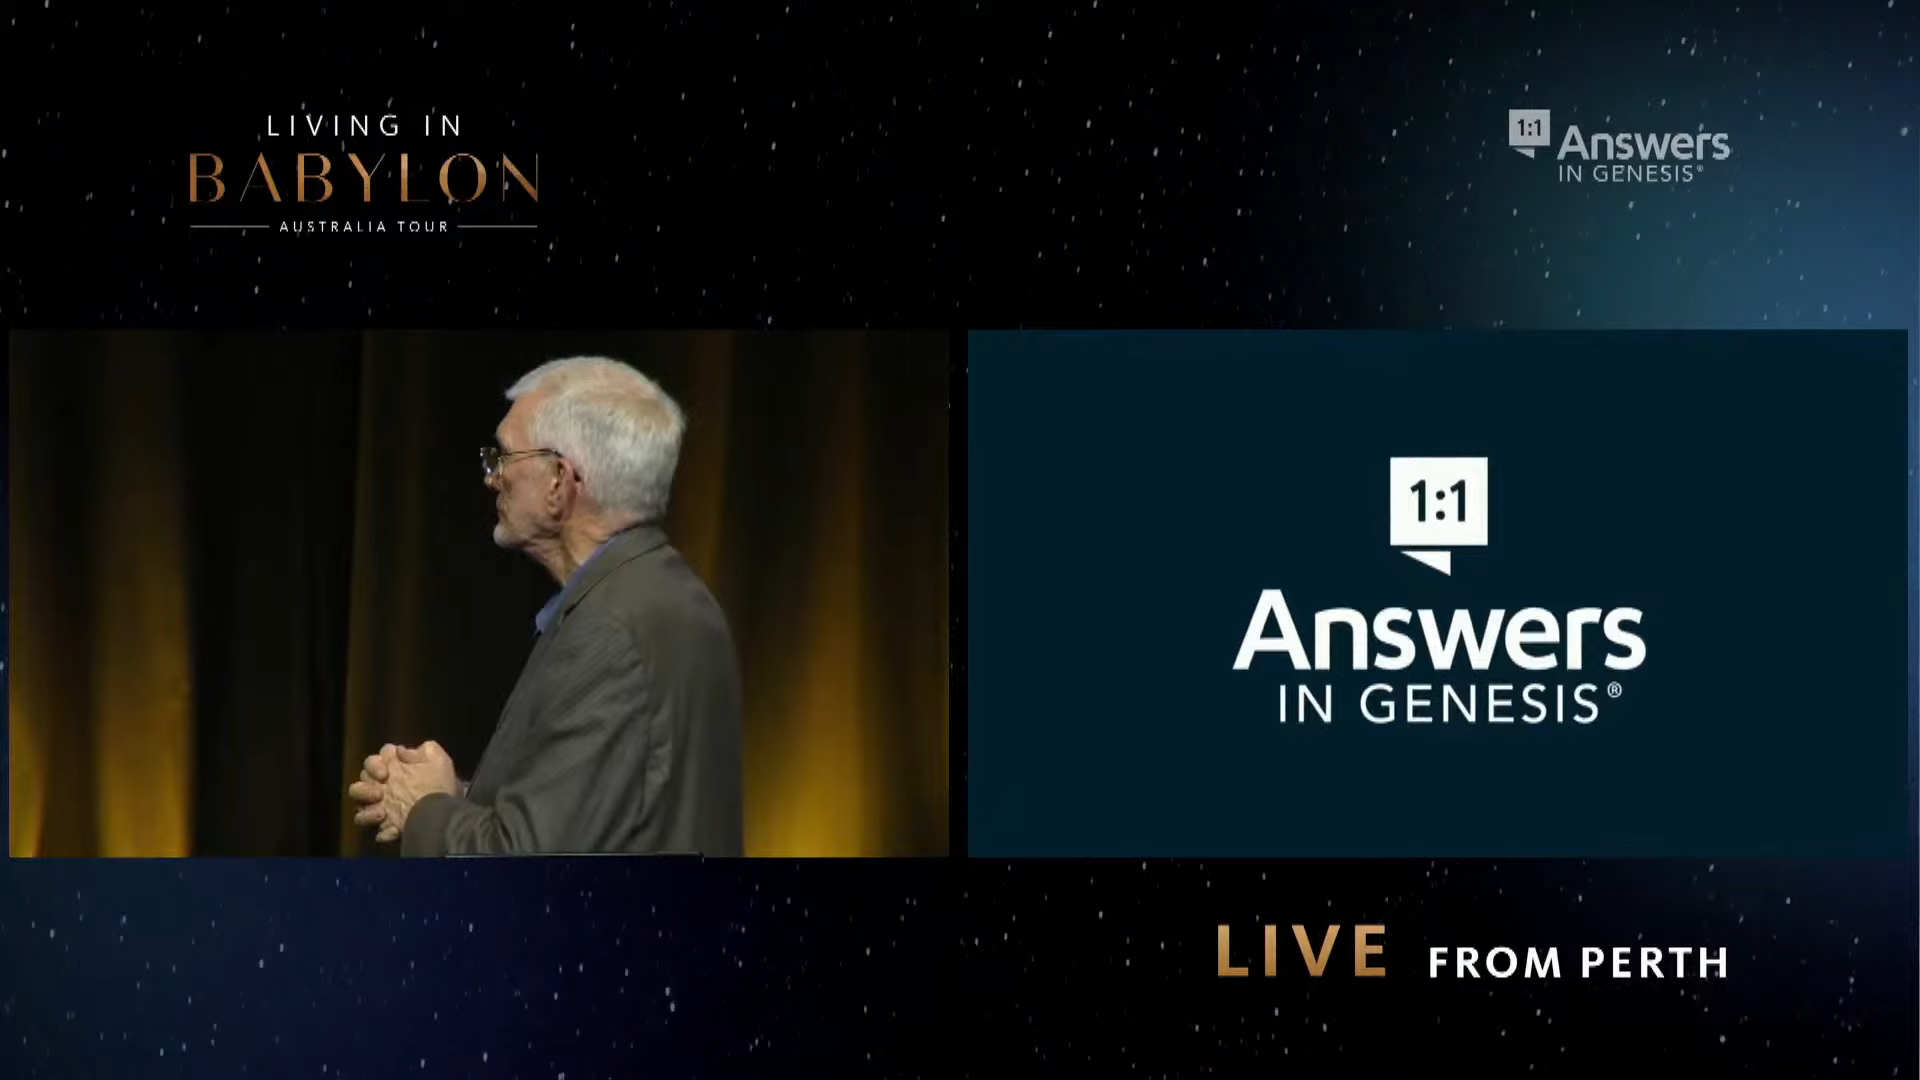 LIVING IN
BABYLON
AUSTRALIA TOUR
1:1
Answers
IN GENESIS®
1:1
Answers
IN GENESIS®
LIVE FROM PERTH